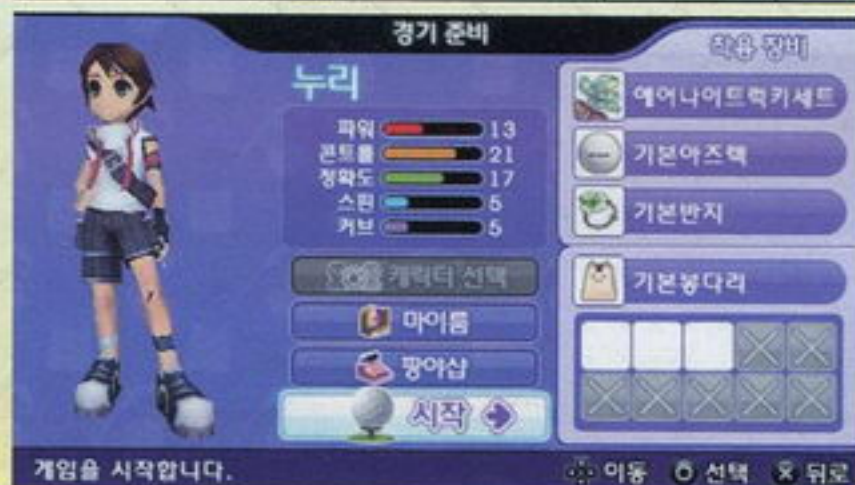 경기 준비
착용 장비
누리
파워 13
콘트롤 21
정확도 17
스핀 5
커브 5
캐릭터 선택
마이룸
팡야샵
시작
에어나이트럭키세트
기본아즈텍
기본반지
기본봉다리
게임을 시작합니다.
이동 선택 뒤로